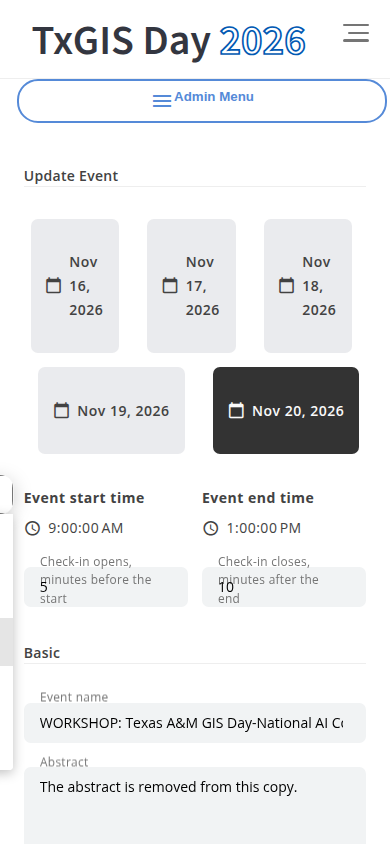 TxGIS Day 2026
Admin Menu
Update Event
Nov 16, 2026
Nov 17, 2026
Nov 18, 2026
Nov 19, 2026
Nov 20, 2026
Event start time
Event end time
9:00:00 AM
1:00:00 PM
Check-in opens, minutes before the start
5
Check-in closes, minutes after the end
10
Basic
Event name
WORKSHOP: Texas A&M GIS Day-National AI
Abstract
The abstract is removed from this copy.